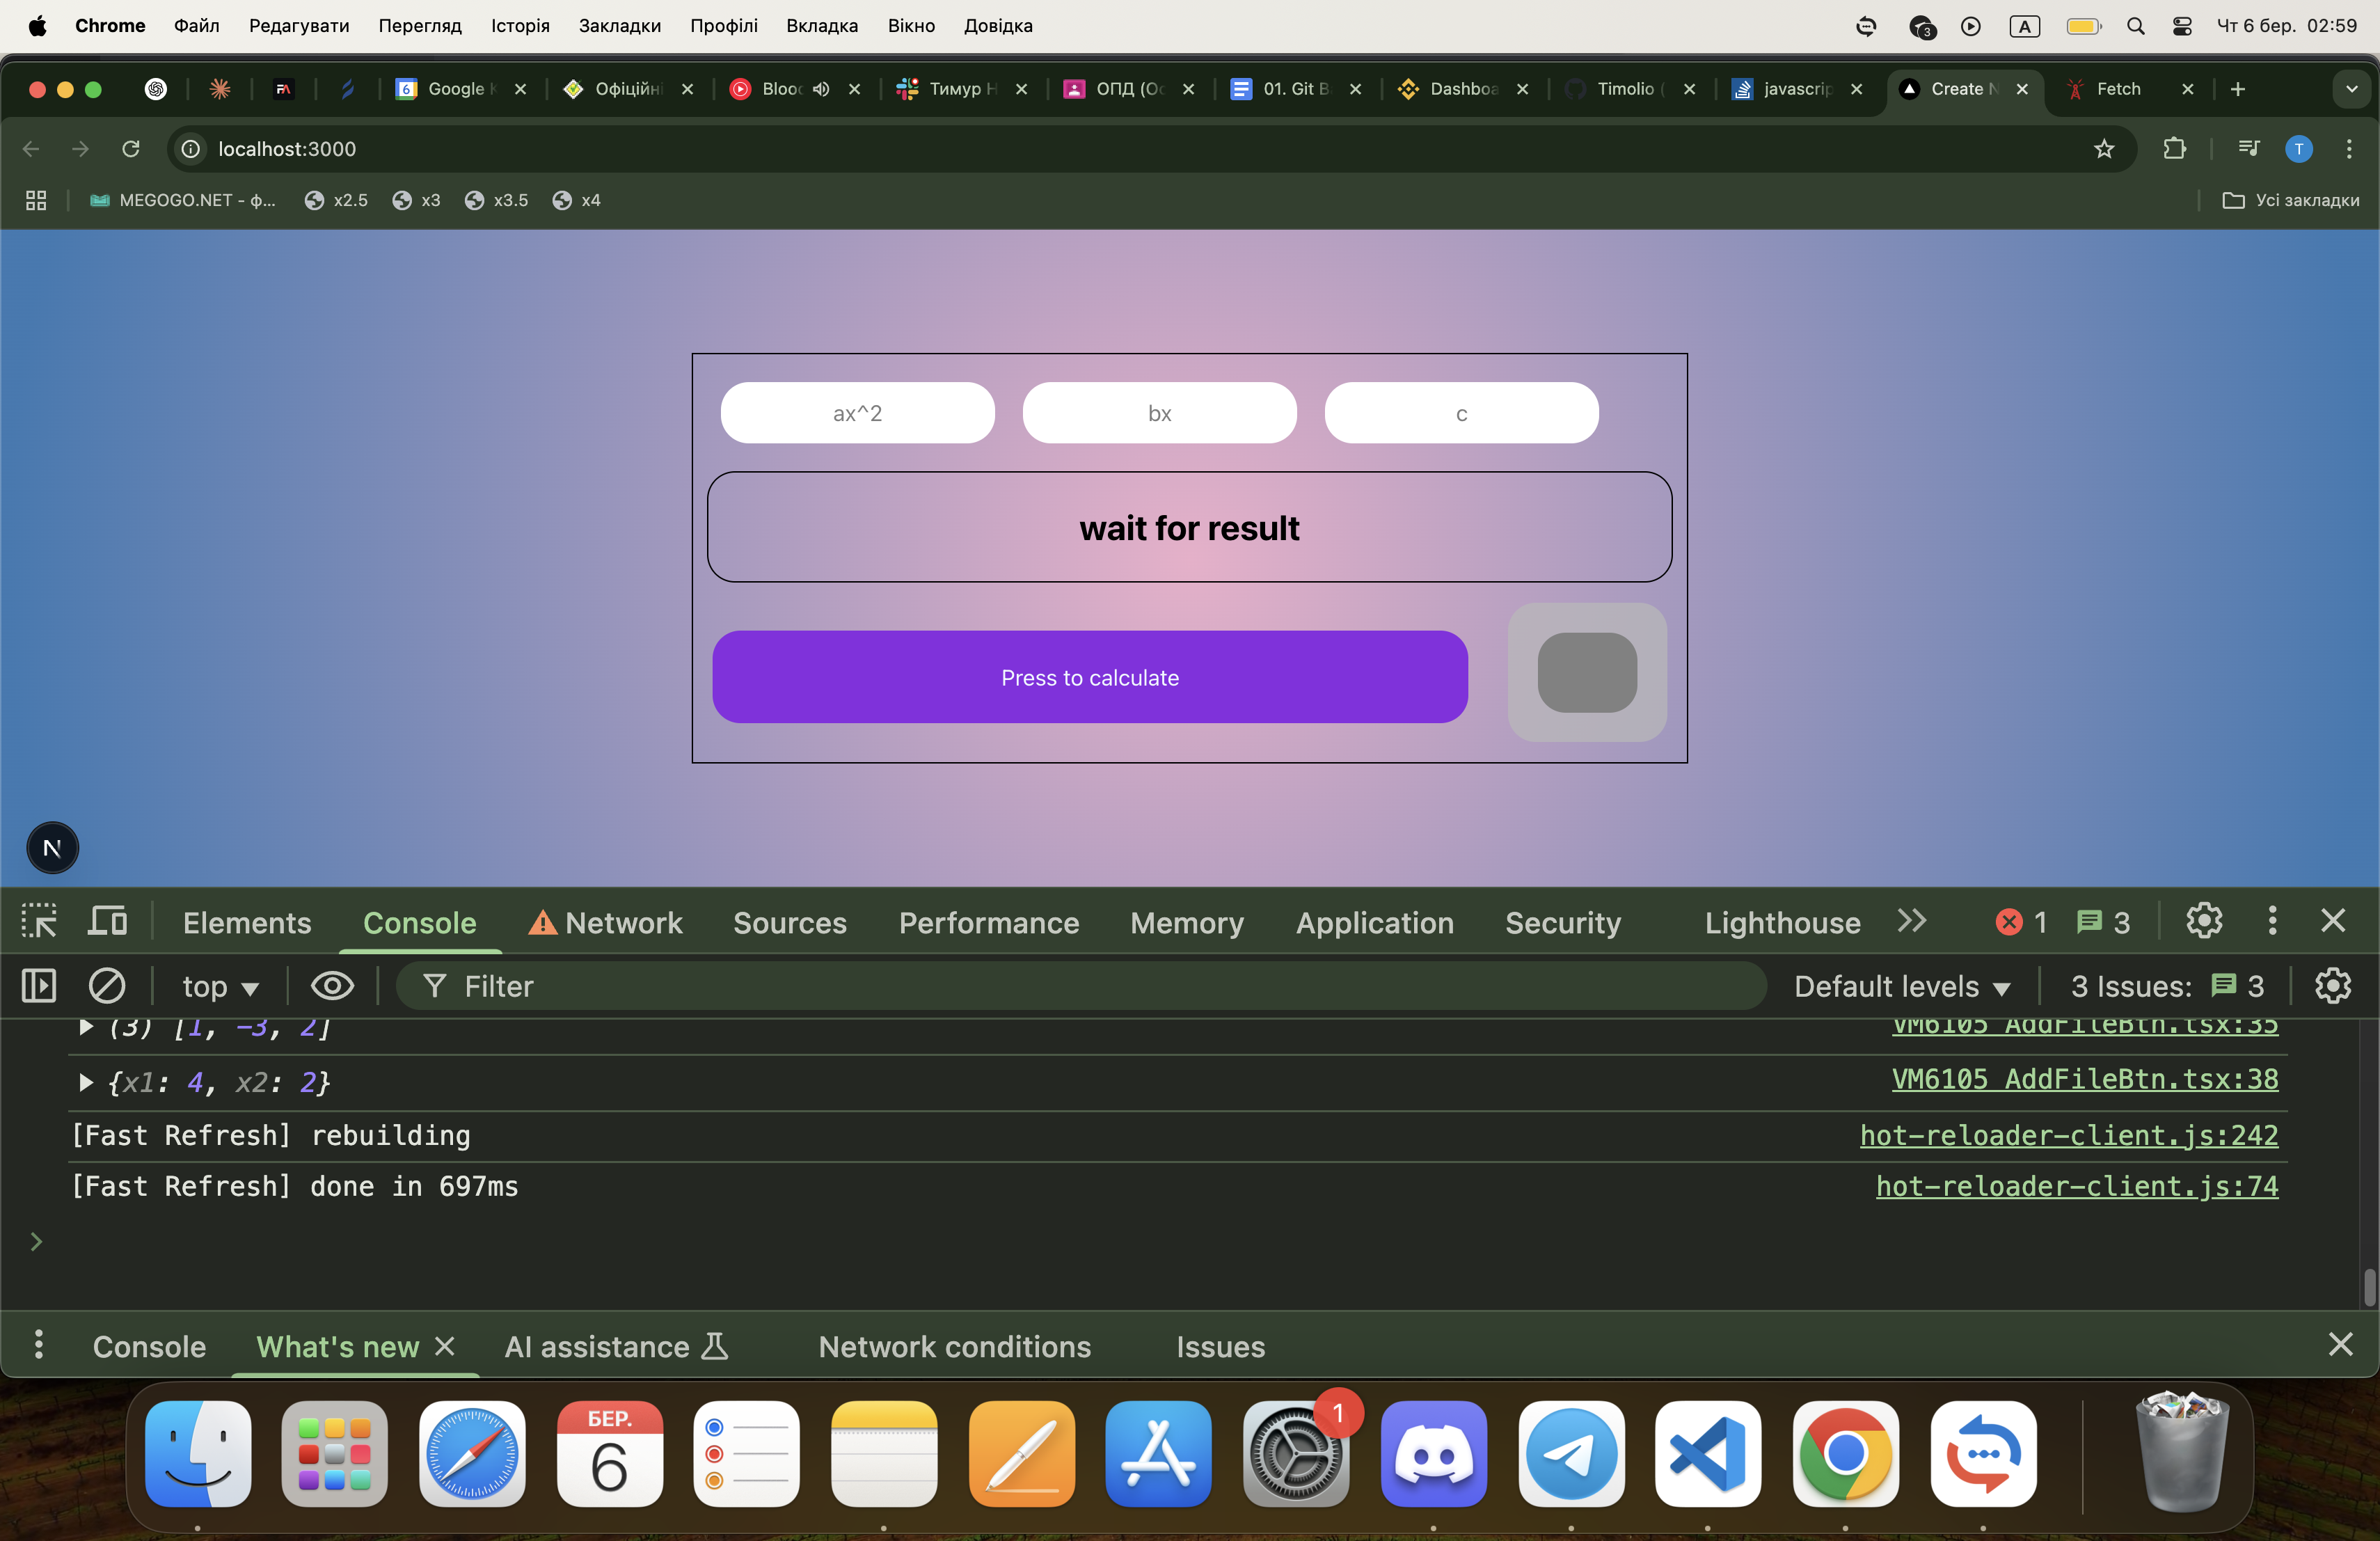 Chrome Файл Редагувати Перегляд Історія Закладки Профілі Вкладка Вікно Довідка 3 A Чт 6 бер. 02:59
FA 6 Google К Офіційні Blooc Тимур Н ОПД (Ос 01. Git B Dashboa Timolio ( javascrip Create N Fetch
localhost:3000 T
MEGOGO.NET - ф... x2.5 x3 x3.5 x4 Усі закладки
ax^2 bx c
wait for result
Press to calculate
N
Elements Console Network Sources Performance Memory Application Security Lighthouse 1 3
top Filter Default levels 3 Issues: 3
(3) [1, -3, 2] VM6105 AddFileBtn.tsx:35
{x1: 4, x2: 2} VM6105 AddFileBtn.tsx:38
[Fast Refresh] rebuilding hot-reloader-client.js:242
[Fast Refresh] done in 697ms hot-reloader-client.js:74
Console What's new AI assistance Network conditions Issues
БЕР. 1
6